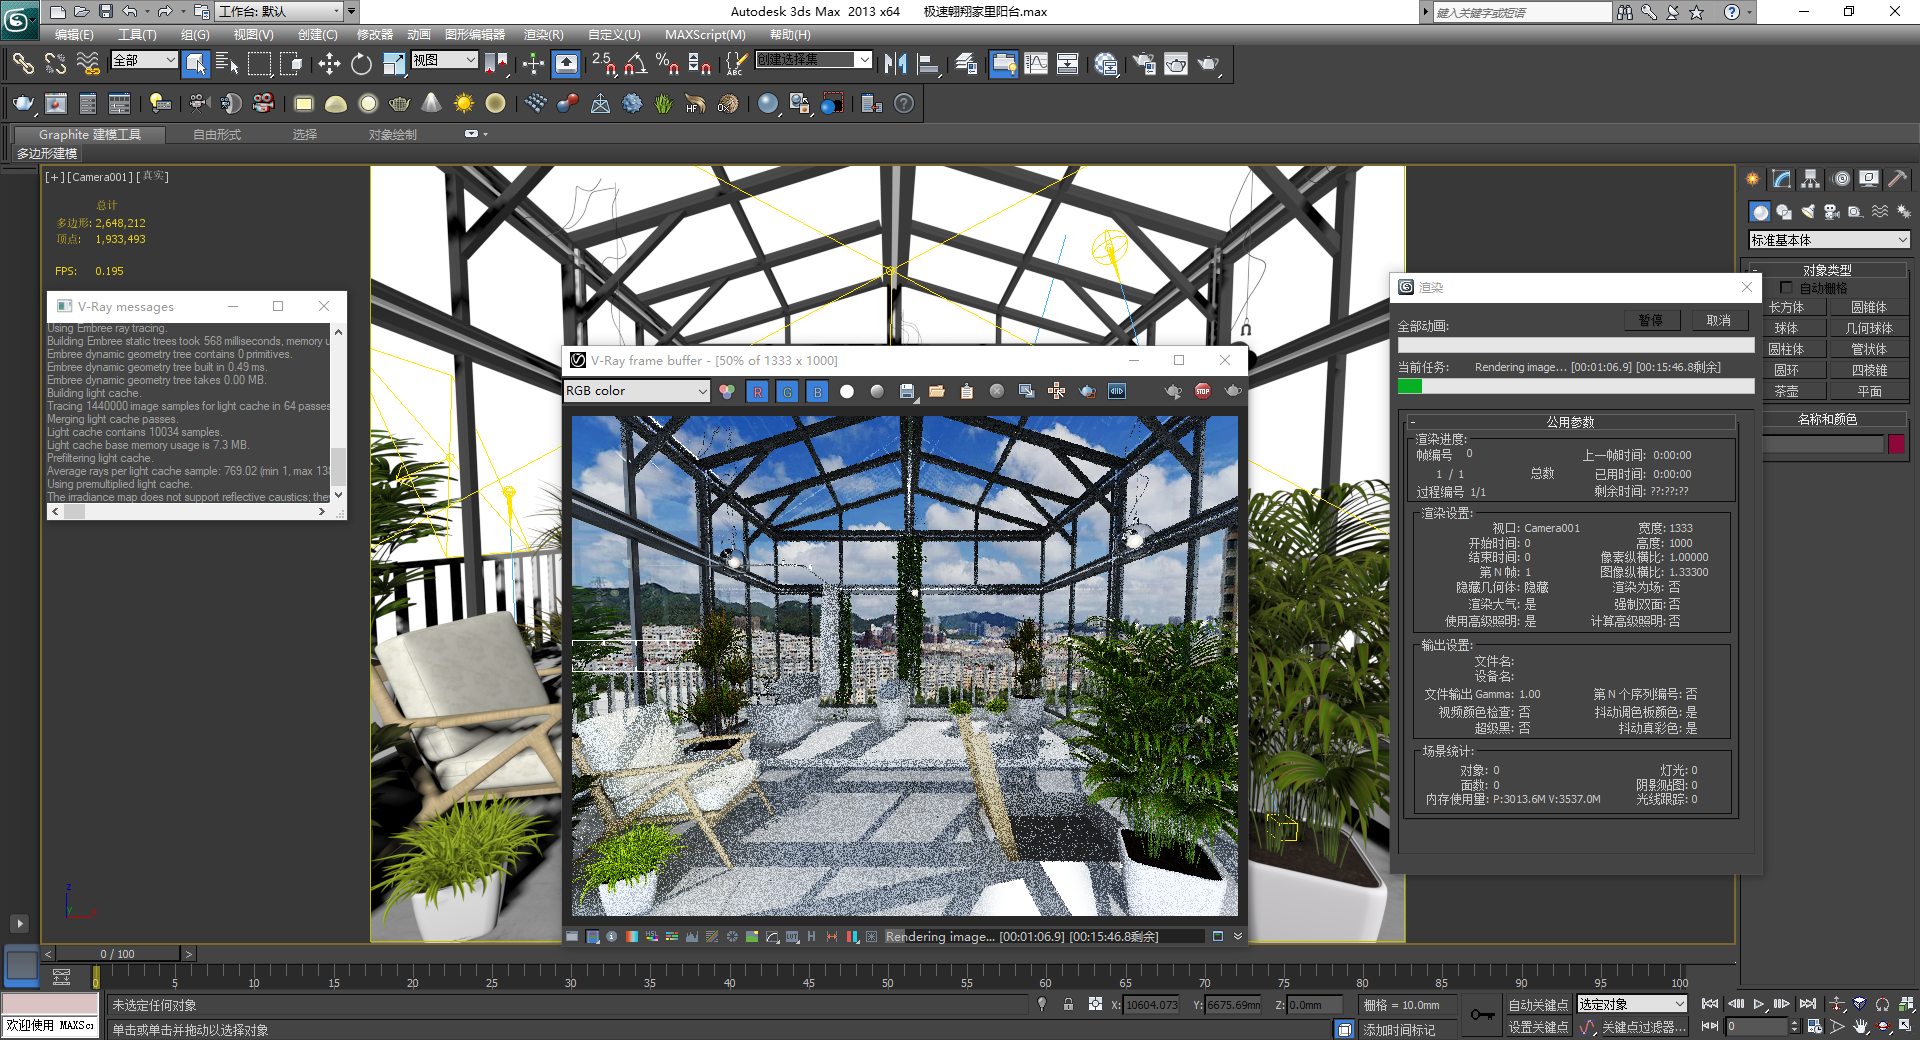 工作台: 默认
Autodesk 3ds Max 2013 x64 极速翱翔家里阳台.max
键入关键字或短语
编辑(E) 工具(T) 组(G) 视图(V) 创建(C) 修改器 动画 图形编辑器 渲染(R) 自定义(U) MAXScript(M) 帮助(H)
全部 视图 2.5 创建选择集
Graphite 建模工具 自由形式 选择 对象绘制
多边形建模
[+][Camera001][真实]
总计
多边形: 2,648,212
顶点: 1,933,493
FPS: 0.195
V-Ray messages
Using Embree ray tracing.
Building Embree static trees took 568 milliseconds, memory u
Embree dynamic geometry tree contains 0 primitives.
Embree dynamic geometry tree built in 0.49 ms.
Embree dynamic geometry tree takes 0.00 MB.
Building light cache.
Tracing 1440000 image samples for light cache in 64 passes
Merging light cache passes.
Light cache contains 10034 samples.
Light cache base memory usage is 7.3 MB.
Prefiltering light cache.
Average rays per light cache sample: 769.02 (min 1, max 13
Using premultiplied light cache.
The irradiance map does not support reflective caustics; the
V-Ray frame buffer - [50% of 1333 x 1000]
RGB color
R G B
Rendering image... [00:01:06.9] [00:15:46.8剩余]
渲染
全部动画: 暂停 取消
当前任务: Rendering image... [00:01:06.9] [00:15:46.8剩余]
公用参数
渲染进度:
帧编号 0 上一帧时间: 0:00:00
1 / 1 总数 已用时间: 0:00:00
过程编号 1/1 剩余时间: ??:??:??
渲染设置:
视口: Camera001 宽度: 1333
开始时间: 0 高度: 1000
结束时间: 0 像素纵横比: 1.00000
第 N 帧: 1 图像纵横比: 1.33300
隐藏几何体: 隐藏 渲染为场: 否
渲染大气: 是 强制双面: 否
使用高级照明: 是 计算高级照明: 否
输出设置:
文件名:
设备名:
文件输出 Gamma: 1.00 第 N 个序列编号: 否
视频颜色检查: 否 抖动调色板颜色: 是
超级黑: 否 抖动真彩色: 是
场景统计:
对象: 0 灯光: 0
面数: 0 阴影贴图: 0
内存使用量: P:3013.6M V:3537.0M 光线跟踪: 0
标准基本体
对象类型
自动栅格
长方体 圆锥体
球体 几何球体
圆柱体 管状体
圆环 四棱锥
茶壶 平面
名称和颜色
0 / 100
0 5 10 15 20 25 30 35 40 45 50 55 60 65 70 75 80 85 90 95 100
未选定任何对象
X: 10604.073 Y: 6675.69mm Z: 0.0mm 栅格 = 10.0mm
自动关键点 选定对象
欢迎使用 MAXScr
单击或单击并拖动以选择对象
添加时间标记
设置关键点 关键点过滤器...
0